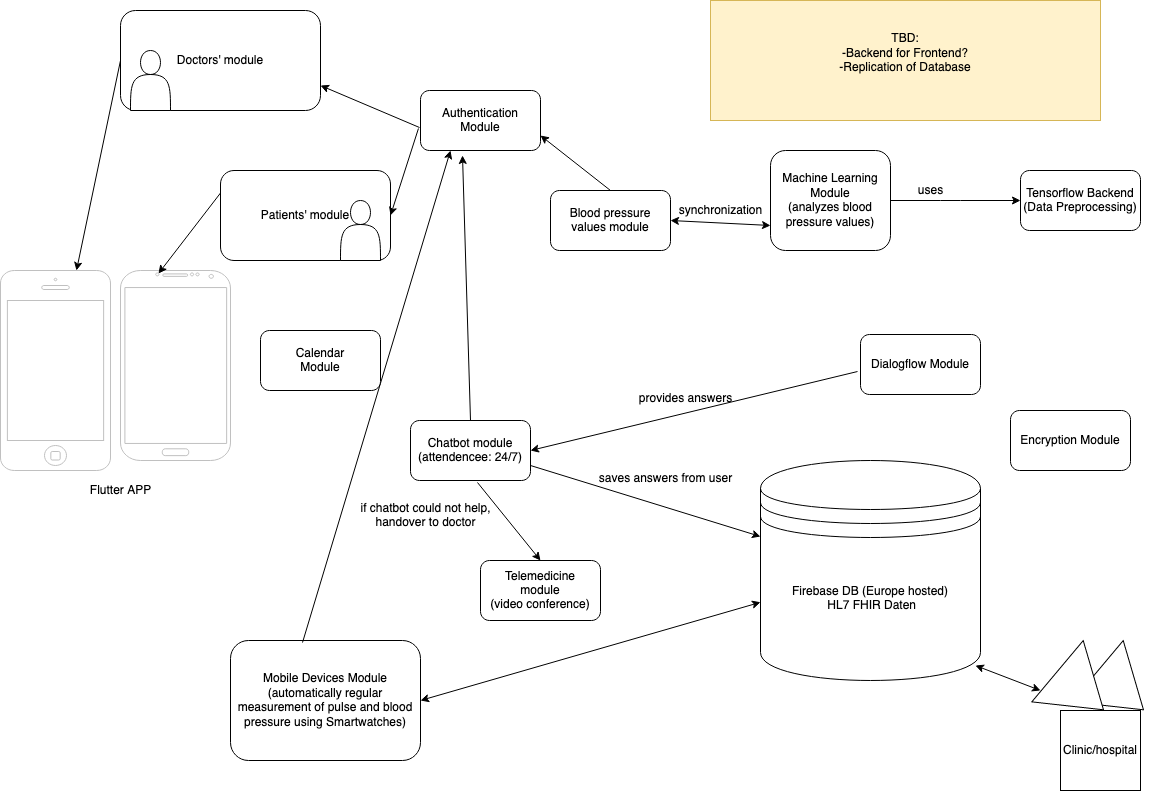 TBD:
-Backend for Frontend?
-Replication of Database
Doctors' module
Authentication
Module
Patients' module
Blood pressure
values module
synchronization
Machine Learning
Module
(analyzes blood
pressure values)
uses
Tensorflow Backend
(Data Preprocessing)
Calendar
Module
Flutter APP
Dialogflow Module
provides answers
Chatbot module
(attendencee: 24/7)
Encryption Module
saves answers from user
if chatbot could not help,
handover to doctor
Telemedicine
module
(video conference)
Firebase DB (Europe hosted)
HL7 FHIR Daten
Mobile Devices Module
(automatically regular
measurement of pulse and blood
pressure using Smartwatches)
Clinic/hospital